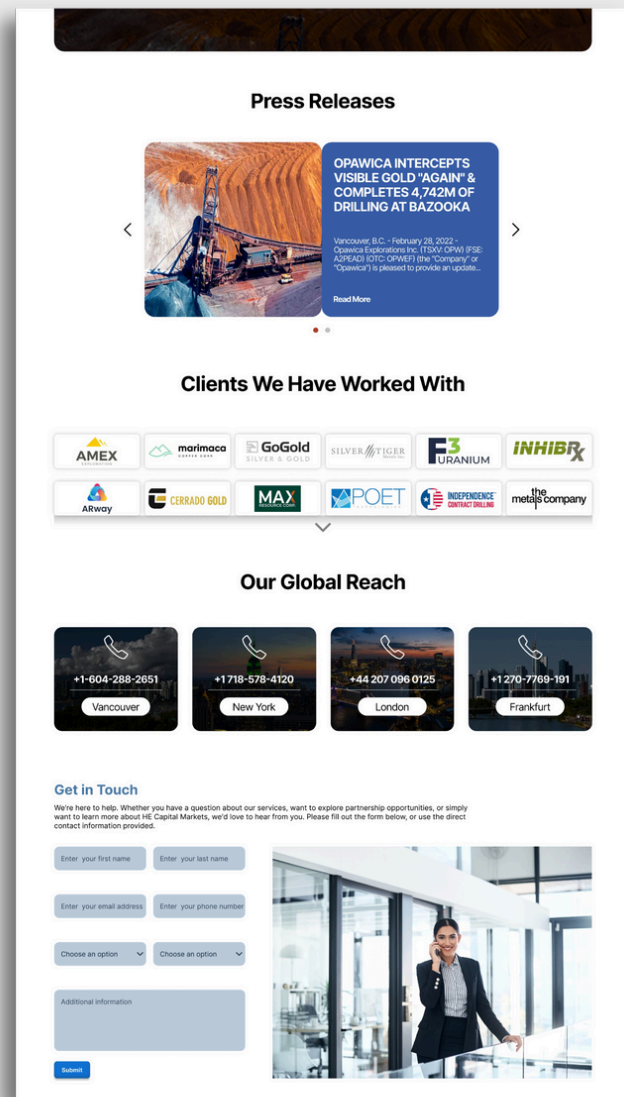 Press Releases
OPAWICA INTERCEPTS
VISIBLE GOLD "AGAIN" &
COMPLETES 4,742M OF
DRILLING AT BAZOOKA
Vancouver, B.C. - February 28, 2022 -
Opawica Explorations Inc. (TSXV: OPW) (FSE:
A2PEAD) (OTC: OPWEF) (the "Company" or
"Opawica") is pleased to provide an update...
Read More
Clients We Have Worked With
AMEX
EXPLORATION
marimaca
COPPER CORP.
GoGold
SILVER & GOLD
SILVER TIGER
F3
URANIUM
INHIBRx
ARway
CERRADO GOLD
MAX
RESOURCE CORP.
POET
INDEPENDENCE
CONTRACT DRILLING
the
metals company
Our Global Reach
+1-604-288-2651
Vancouver
+1 718-578-4120
New York
+44 207 096 0125
London
+1 270-7769-191
Frankfurt
Get in Touch
We're here to help. Whether you have a question about our services, want to explore partnership opportunities, or simply
want to learn more about HE Capital Markets, we'd love to hear from you. Please fill out the form below, or use the direct
contact information provided.
Enter your first name
Enter your last name
Enter your email address
Enter your phone number
Choose an option
Choose an option
Additional information
Submit